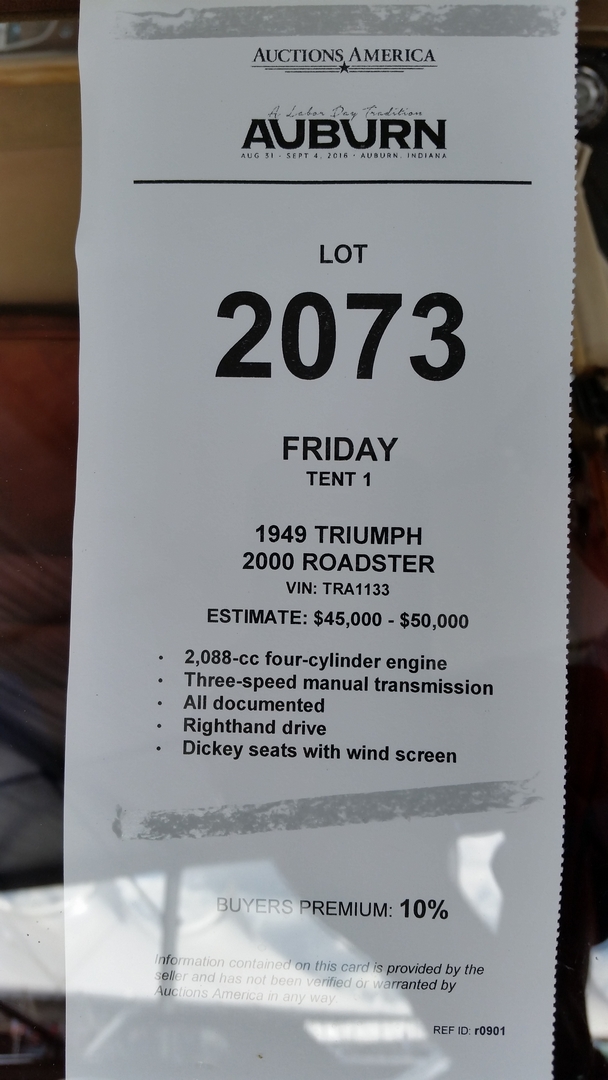 AUCTIONS AMERICA
A Labor Day Tradition
AUBURN
AUG 31 - SEPT 4, 2016 · AUBURN, INDIANA
LOT
2073
FRIDAY
TENT 1
1949 TRIUMPH
2000 ROADSTER
VIN: TRA1133
ESTIMATE: $45,000 - $50,000
· 2,088-cc four-cylinder engine
· Three-speed manual transmission
· All documented
· Righthand drive
· Dickey seats with wind screen
BUYERS PREMIUM: 10%
Information contained on this card is provided by the
seller and has not been verified or warranted by
Auctions America in any way.
REF ID: r0901